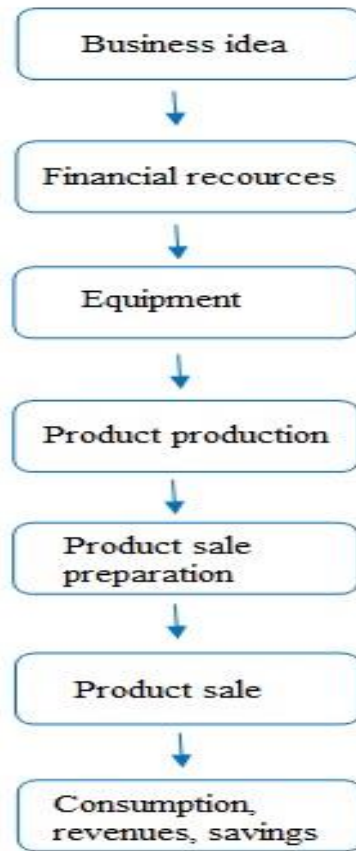 Business idea
Financial recources
Equipment
Product production
Product sale
preparation
Product sale
Consumption,
revenues, savings